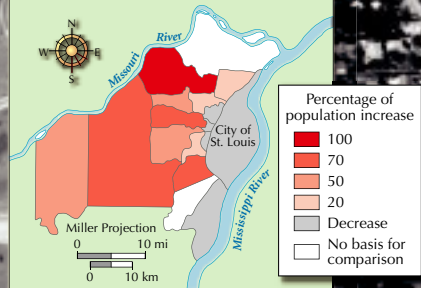 N
W
E
S
Missouri
River
City of
St. Louis
Mississippi River
Miller Projection
0 10 mi
0 10 km
Percentage of
population increase
100
70
50
20
Decrease
No basis for
comparison